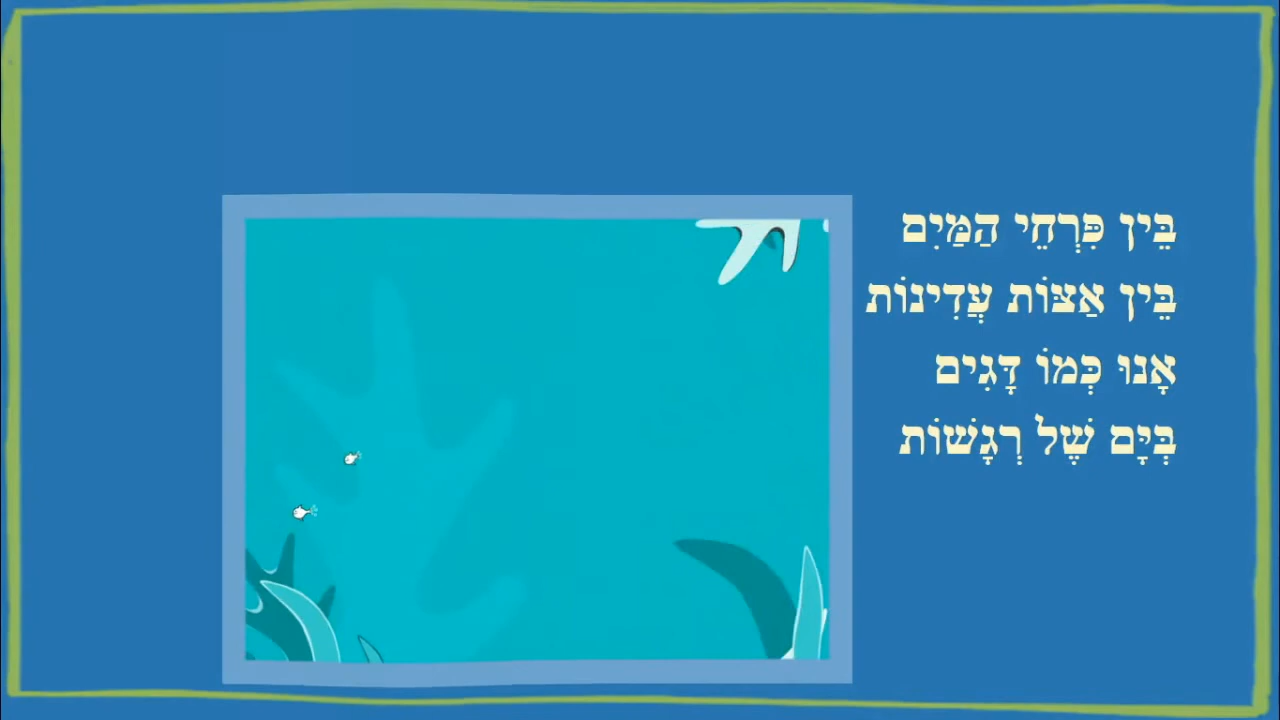 בֵּין פִּרְחֵי הַמַּיִם
בֵּין אַצּוֹת עֲדִינוֹת
אָנוּ כְּמוֹ דָּגִים
בְּיָּם שֶׁל רְגָשׁוֹת